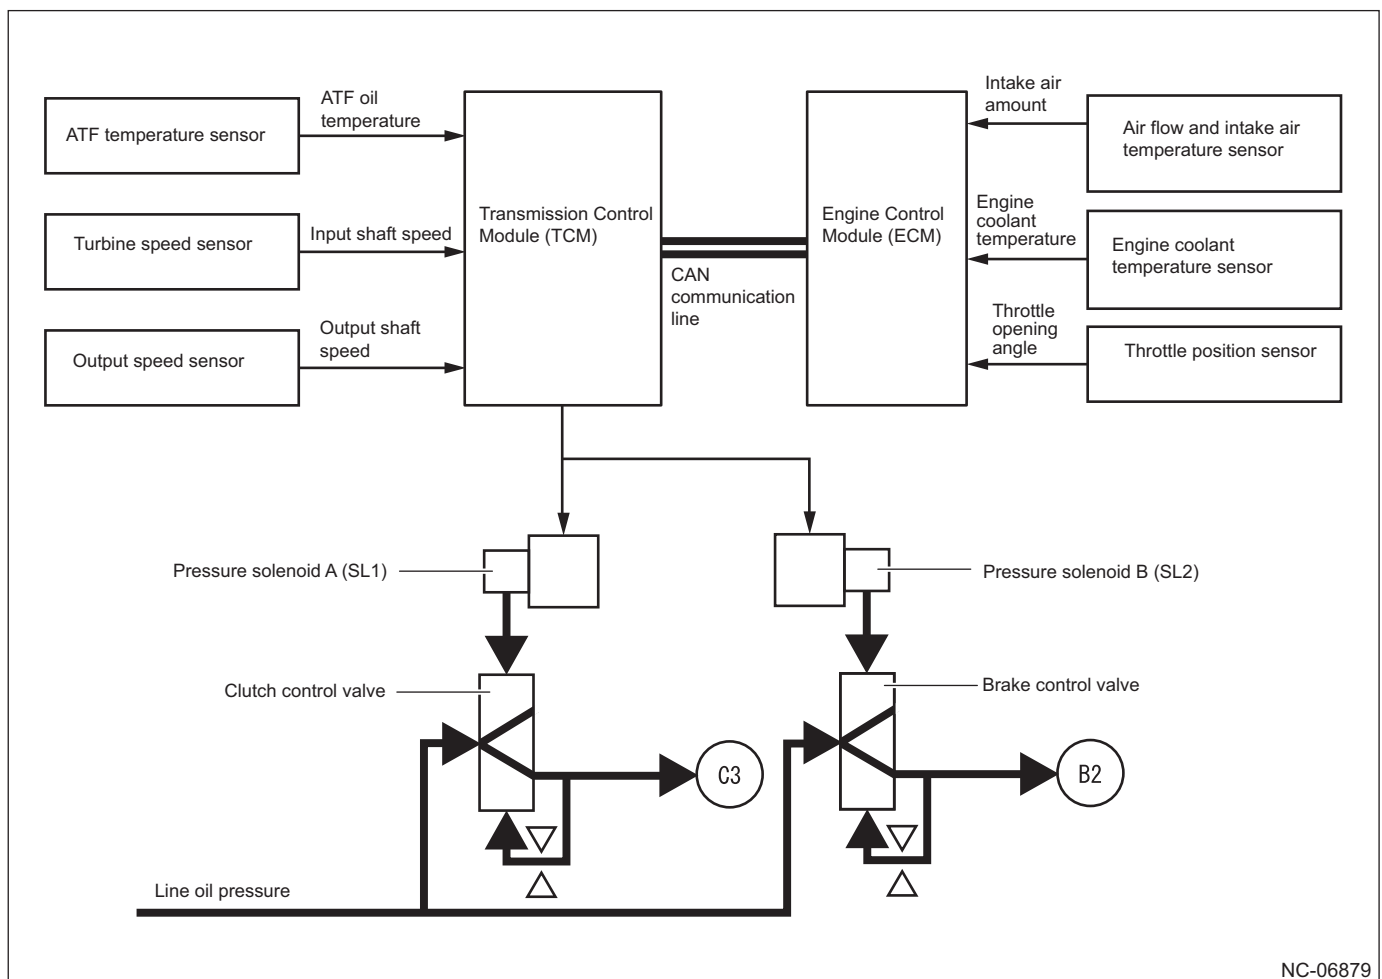 ATF oil
temperature
ATF temperature sensor
Turbine speed sensor
Input shaft speed
Output shaft
speed
Output speed sensor
Transmission Control
Module (TCM)
CAN
communication
line
Engine Control
Module (ECM)
Intake air
amount
Air flow and intake air
temperature sensor
Engine
coolant
temperature
Engine coolant
temperature sensor
Throttle
opening
angle
Throttle position sensor
Pressure solenoid A (SL1)
Pressure solenoid B (SL2)
Clutch control valve
Brake control valve
C3
B2
Line oil pressure
NC-06879